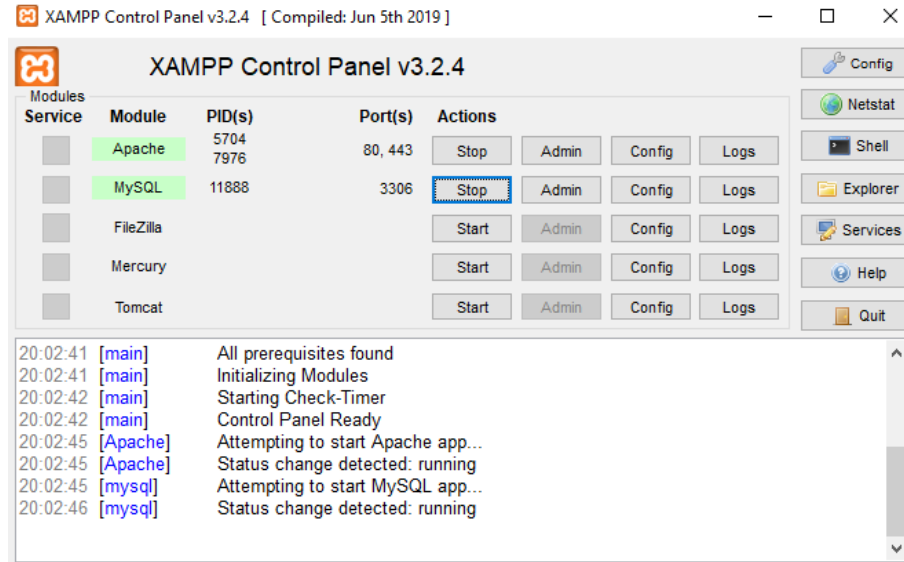 XAMPP Control Panel v3.2.4 [ Compiled: Jun 5th 2019 ]
XAMPP Control Panel v3.2.4
Config
Modules
Service Module PID(s) Port(s) Actions
Netstat
Apache 5704 7976 80, 443 Stop Admin Config Logs
Shell
MySQL 11888 3306 Stop Admin Config Logs
Explorer
FileZilla Start Admin Config Logs
Services
Mercury Start Admin Config Logs
Help
Tomcat Start Admin Config Logs
Quit
20:02:41 [main] All prerequisites found
20:02:41 [main] Initializing Modules
20:02:42 [main] Starting Check-Timer
20:02:42 [main] Control Panel Ready
20:02:45 [Apache] Attempting to start Apache app...
20:02:45 [Apache] Status change detected: running
20:02:45 [mysql] Attempting to start MySQL app...
20:02:46 [mysql] Status change detected: running